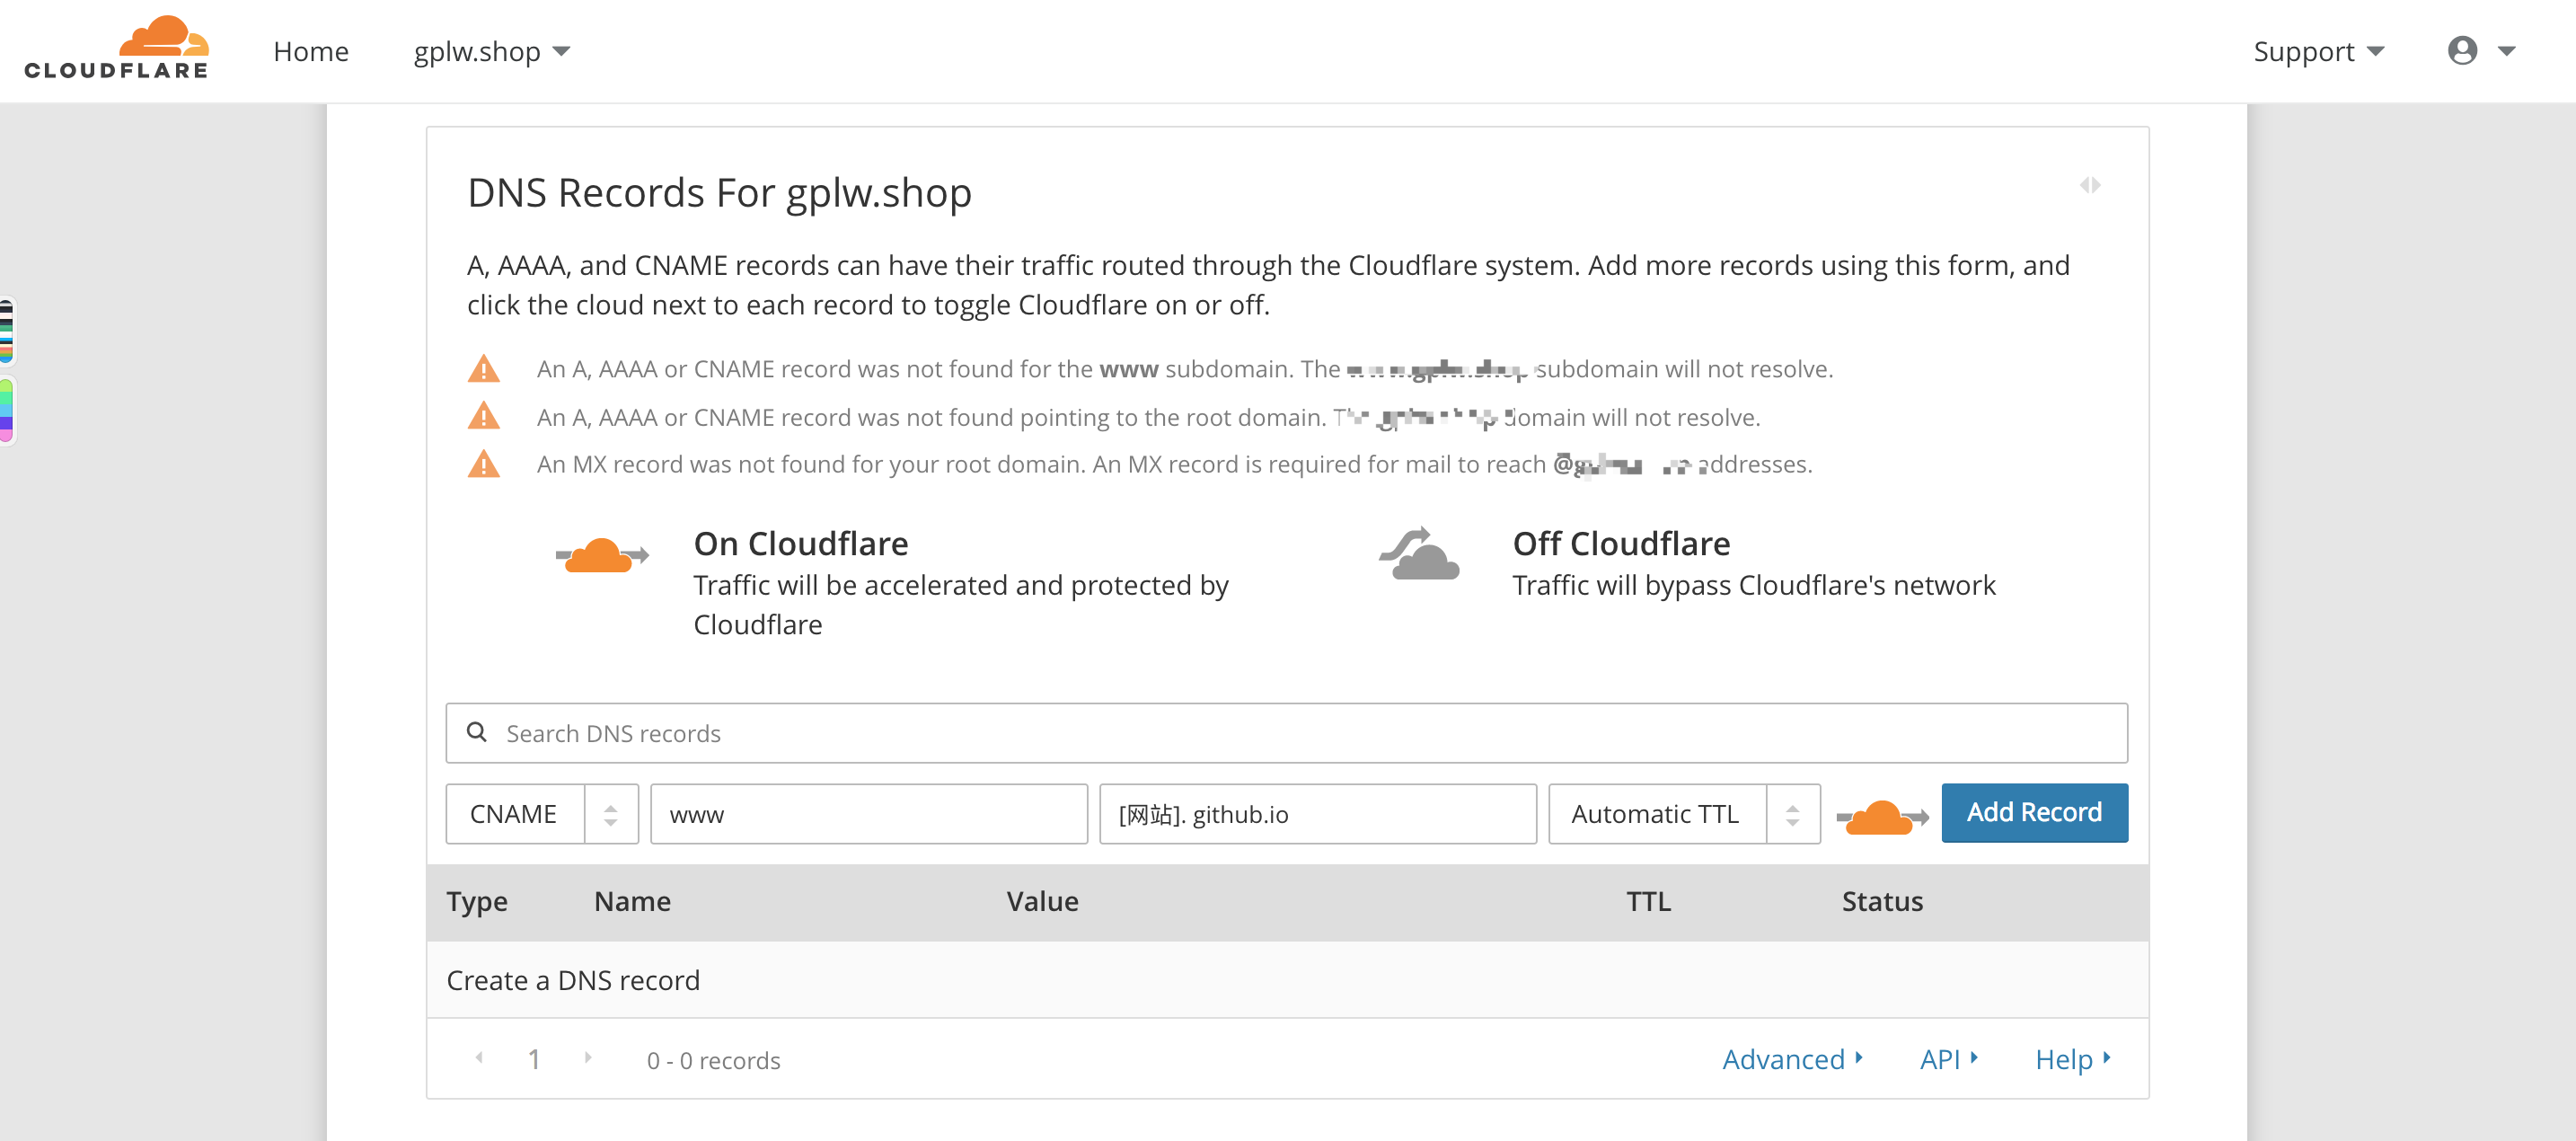 CLOUDFLARE
Home
gplw.shop
Support
DNS Records For gplw.shop
A, AAAA, and CNAME records can have their traffic routed through the Cloudflare system. Add more records using this form, and
click the cloud next to each record to toggle Cloudflare on or off.
An A, AAAA or CNAME record was not found for the www subdomain. The subdomain will not resolve.
An A, AAAA or CNAME record was not found pointing to the root domain. domain will not resolve.
An MX record was not found for your root domain. An MX record is required for mail to reach addresses.
On Cloudflare
Traffic will be accelerated and protected by
Cloudflare
Off Cloudflare
Traffic will bypass Cloudflare's network
Search DNS records
CNAME
www
[网站]. github.io
Automatic TTL
Add Record
Type Name Value TTL Status
Create a DNS record
1
0 - 0 records
Advanced
API
Help